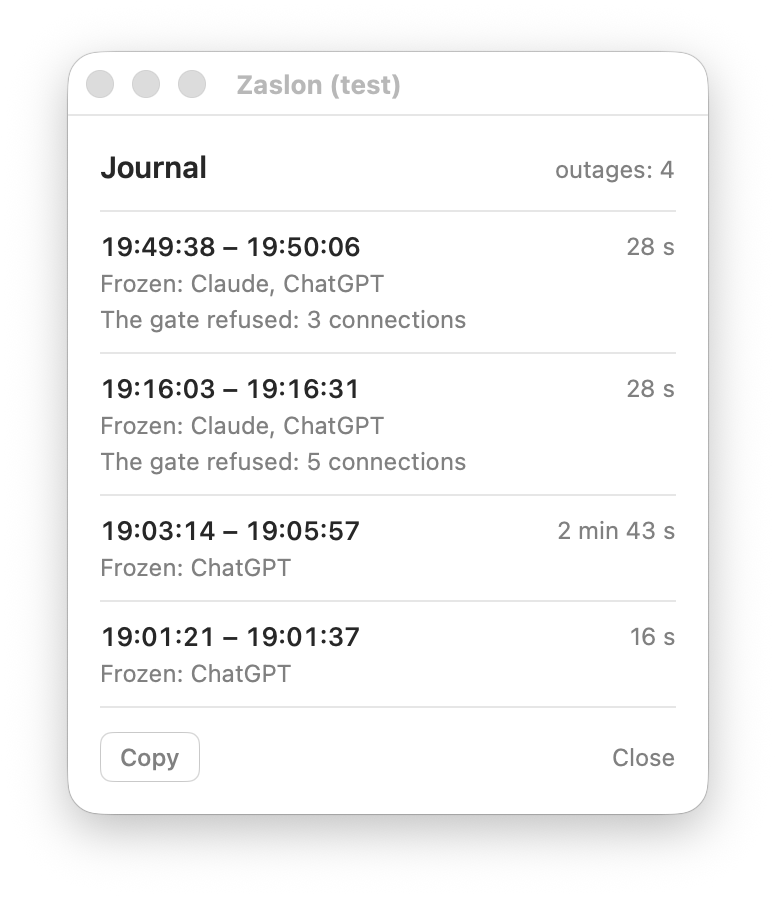 Zaslon (test)
Journal
outages: 4
19:49:38 – 19:50:06
28 s
Frozen: Claude, ChatGPT
The gate refused: 3 connections
19:16:03 – 19:16:31
28 s
Frozen: Claude, ChatGPT
The gate refused: 5 connections
19:03:14 – 19:05:57
2 min 43 s
Frozen: ChatGPT
19:01:21 – 19:01:37
16 s
Frozen: ChatGPT
Copy
Close